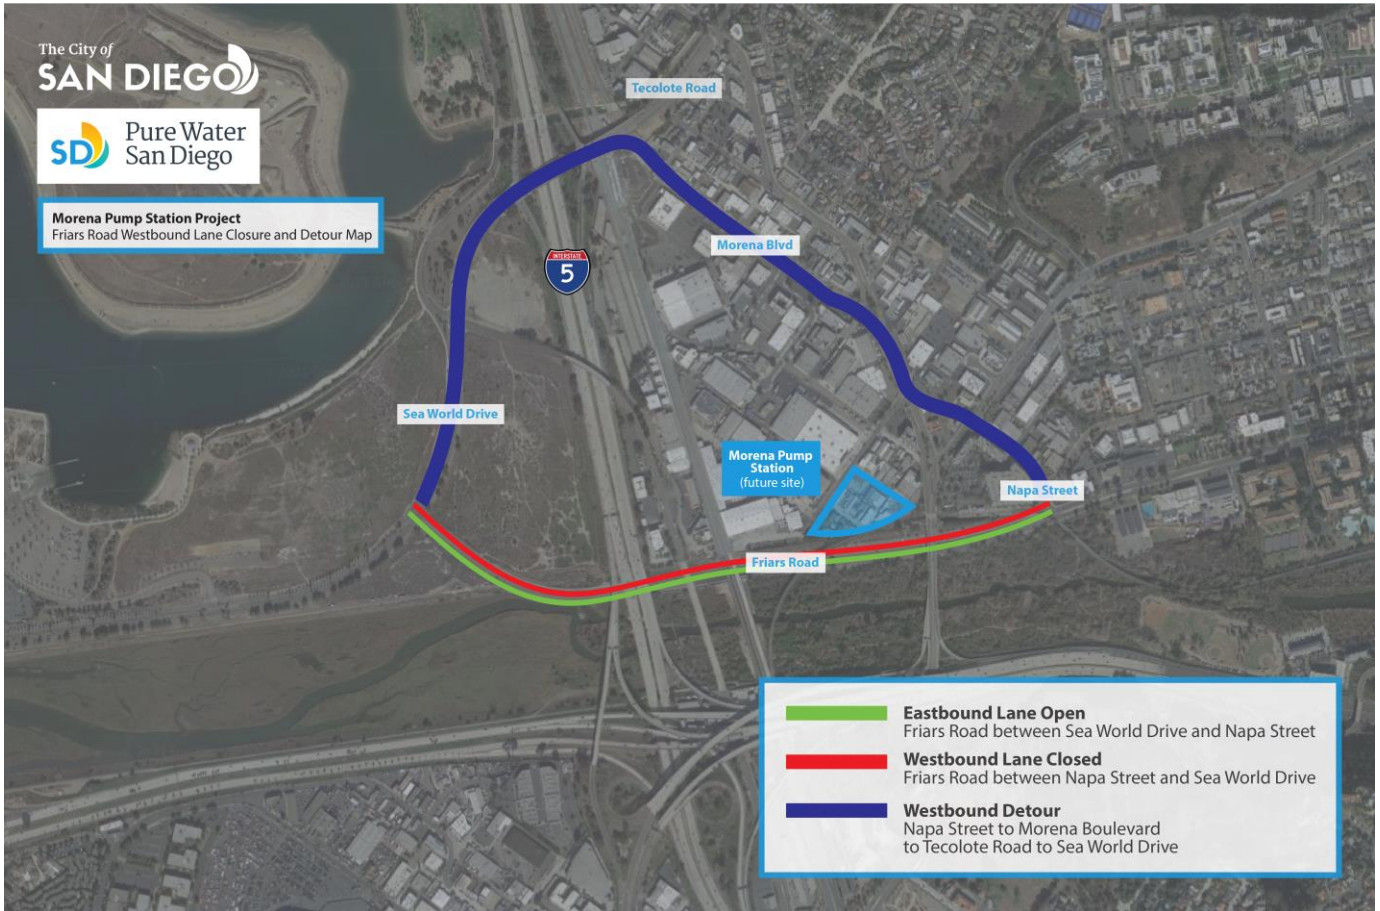 The City of
SAN DIEGO
SD
Pure Water
San Diego
Morena Pump Station Project
Friars Road Westbound Lane Closure and Detour Map
Tecolote Road
Morena Blvd
INTERSTATE
5
Sea World Drive
Morena Pump
Station
(future site)
Napa Street
Friars Road
Eastbound Lane Open
Friars Road between Sea World Drive and Napa Street
Westbound Lane Closed
Friars Road between Napa Street and Sea World Drive
Westbound Detour
Napa Street to Morena Boulevard
to Tecolote Road to Sea World Drive